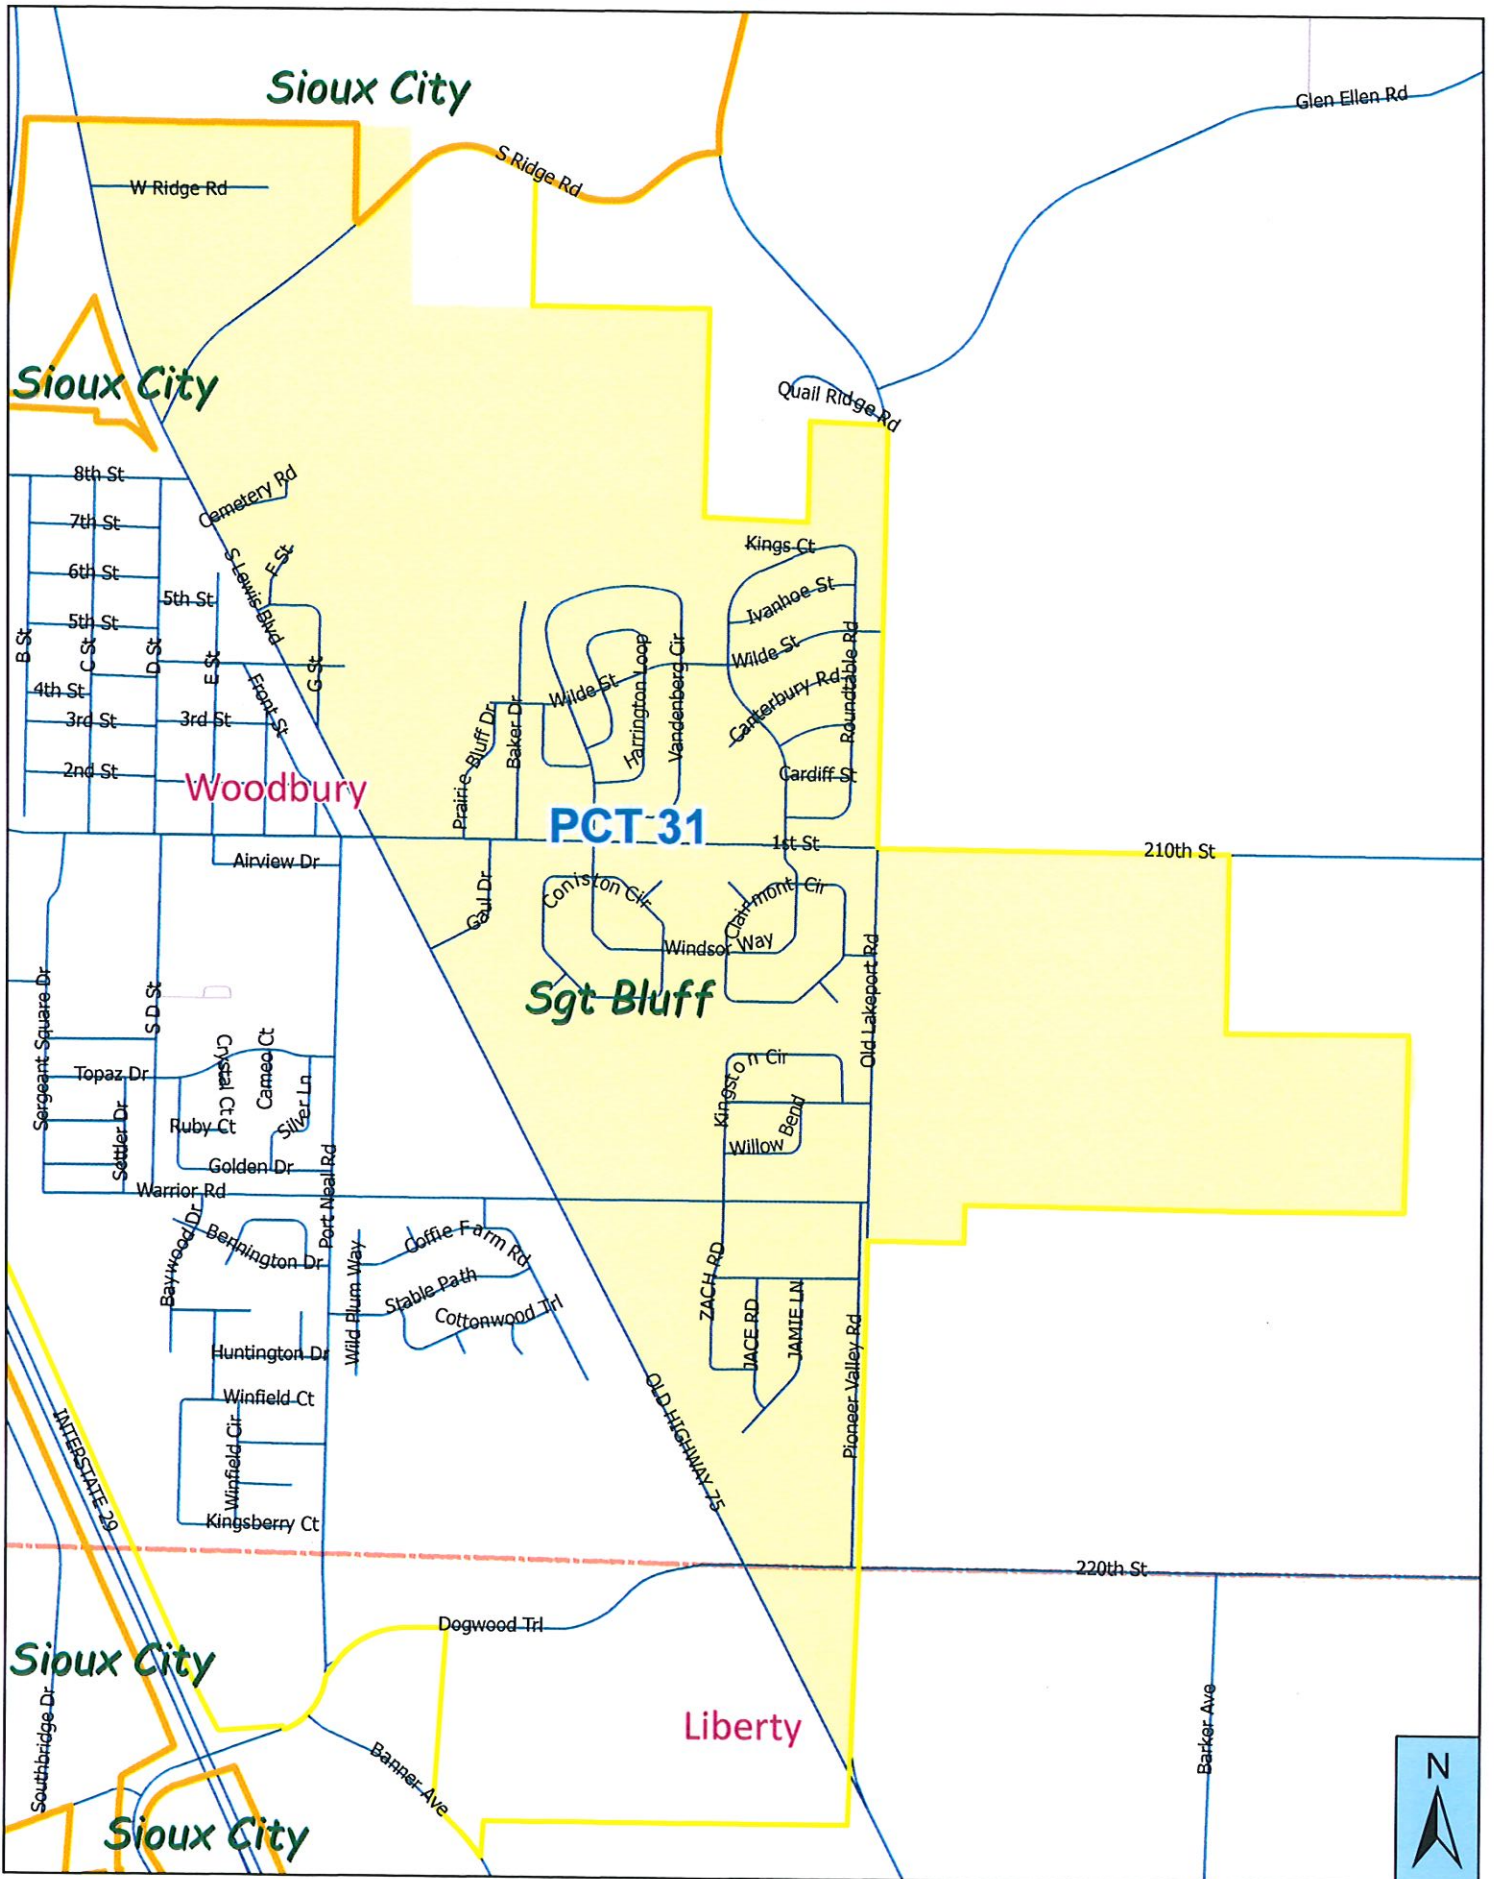 Sioux City
Glen Ellen Rd
S Ridge Rd
W Ridge Rd
Sioux City
Quail Ridge Rd
8th St
Cemetery Rd
7th St
Kings Ct
6th St
S Lewis Blvd
F St
5th St
Ivanhoe St
5th St
B St
C St
D St
E St
G St
Wilde St
Roundtable Rd
4th St
Front St
Wilde St
Harrington Loop
Vandenberg Cir
Canterbury Rd
3rd St
3rd St
Prairie Bluff Dr
Baker Dr
2nd St
Cardiff St
Woodbury
PCT 31
1st St
210th St
Airview Dr
Gaul Dr
Coniston Cir
Clairmont Cir
Windsor Way
Old Lakeport Rd
Sergeant Square Dr
S D St
Sgt Bluff
Crystal Ct Ct
Cameo Ct
Topaz Dr
Silver Ln
Kingston Cir
Settler Dr
Ruby Ct
Willow Bend
Golden Dr
Port Neal Rd
Warrior Rd
Baywood Dr
Bennington Dr
Wild Plum Way
Coffie Farm Rd
Stable Path
Cottonwood Trl
ZACH RD
JACE RD
JAMIE LN
Pioneer Valley Rd
Huntington Dr
Winfield Ct
Winfield Cir
OLD HIGHWAY 75
INTERSTATE 29
Kingsberry Ct
220th St
Dogwood Trl
Sioux City
Southbridge Dr
Liberty
Barker Ave
Banner Ave
Sioux City
N